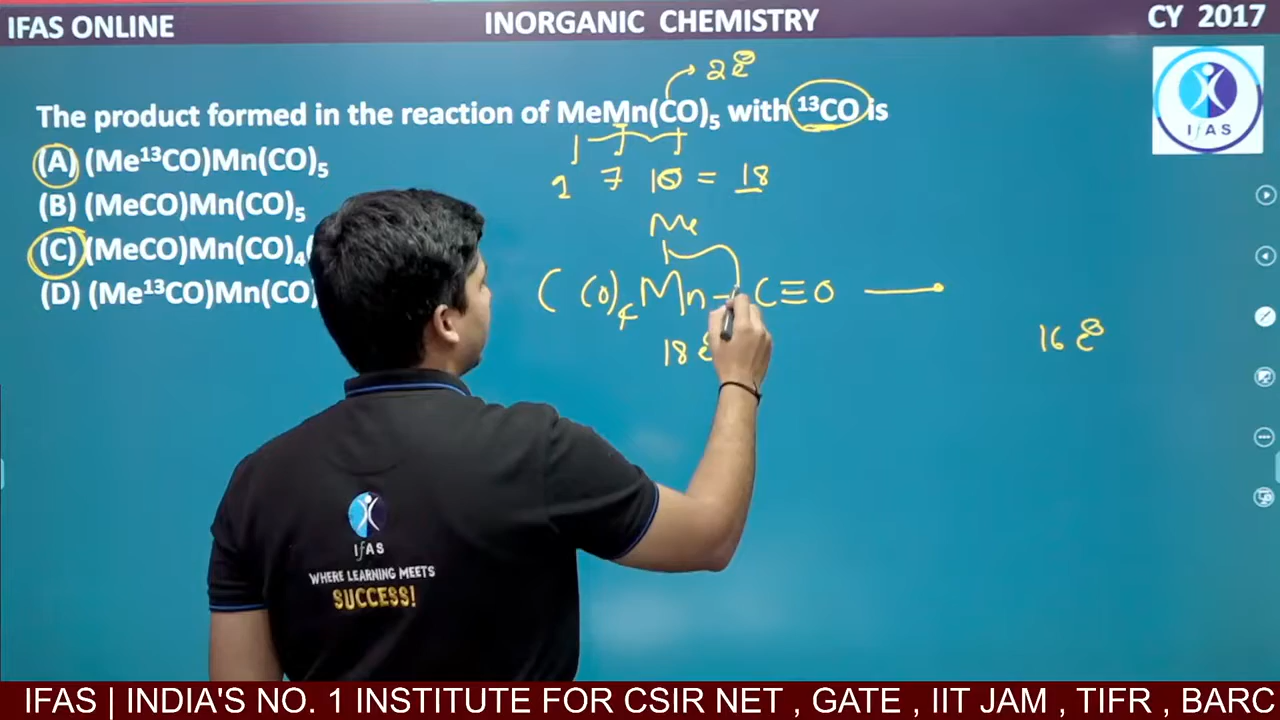 IFAS ONLINE
INORGANIC CHEMISTRY
CY 2017
2e⊖
The product formed in the reaction of MeMn(CO)₅ with ¹³CO is
(A) (Me¹³CO)Mn(CO)₅
(B) (MeCO)Mn(CO)₅
(C) (MeCO)Mn(CO)₄(
(D) (Me¹³CO)Mn(CO)
IfAS
1 7 10 = 18
Me
(CO)₄Mn-C≡O
18 e
16 e⊖
IfAS
WHERE LEARNING MEETS
SUCCESS!
IFAS | INDIA'S NO. 1 INSTITUTE FOR CSIR NET , GATE , IIT JAM , TIFR , BARC